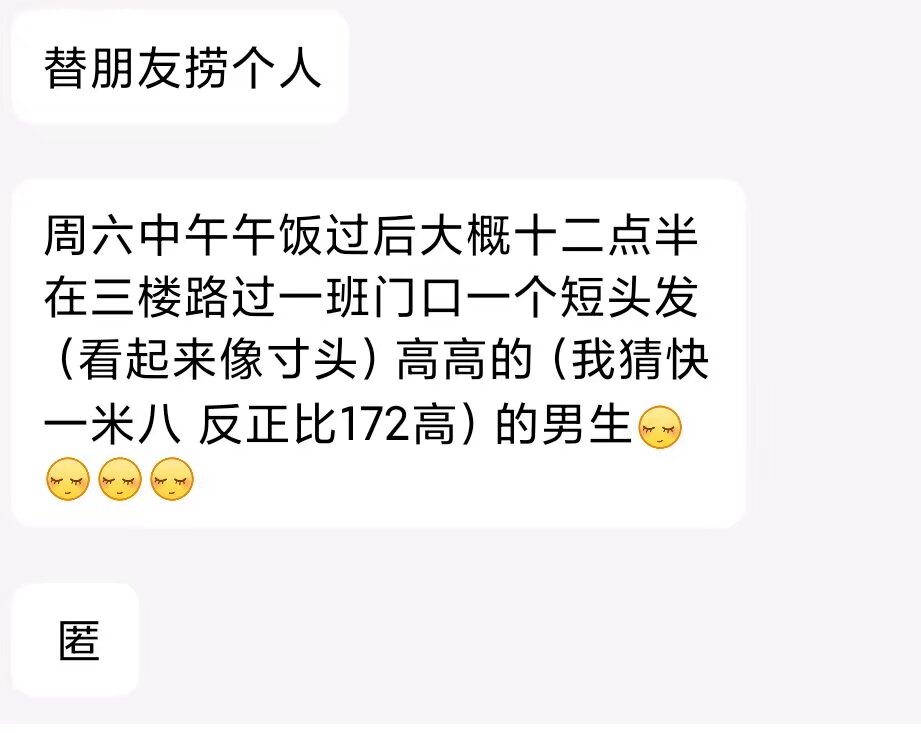 替朋友捞个人
周六中午午饭过后大概十二点半
在三楼路过一班门口一个短头发
（看起来像寸头）高高的（我猜快
一米八 反正比172高）的男生
匿